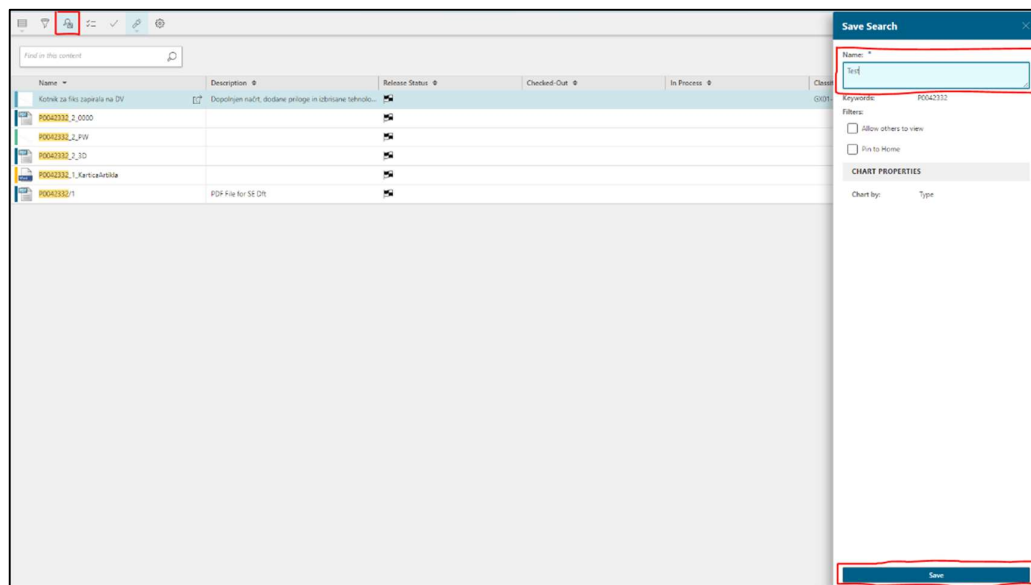 Save Search
Find in this content
Name: *
Test
Name
Description
Release Status
Checked-Out
In Process
Classif
Kotnik za fiks zapirala na DV
Dopolnjen načrt, dodane priloge in izbrisane tehnolo...
GX01-
Keywords: P0042332
Filters:
P0042332_2_0000
Allow others to view
P0042332_2_PW
Pin to Home
P0042332_2_3D
P0042332_1_KarticaArtikla
CHART PROPERTIES
P0042332/1
PDF File for SE Dft
Chart by: Type
Save